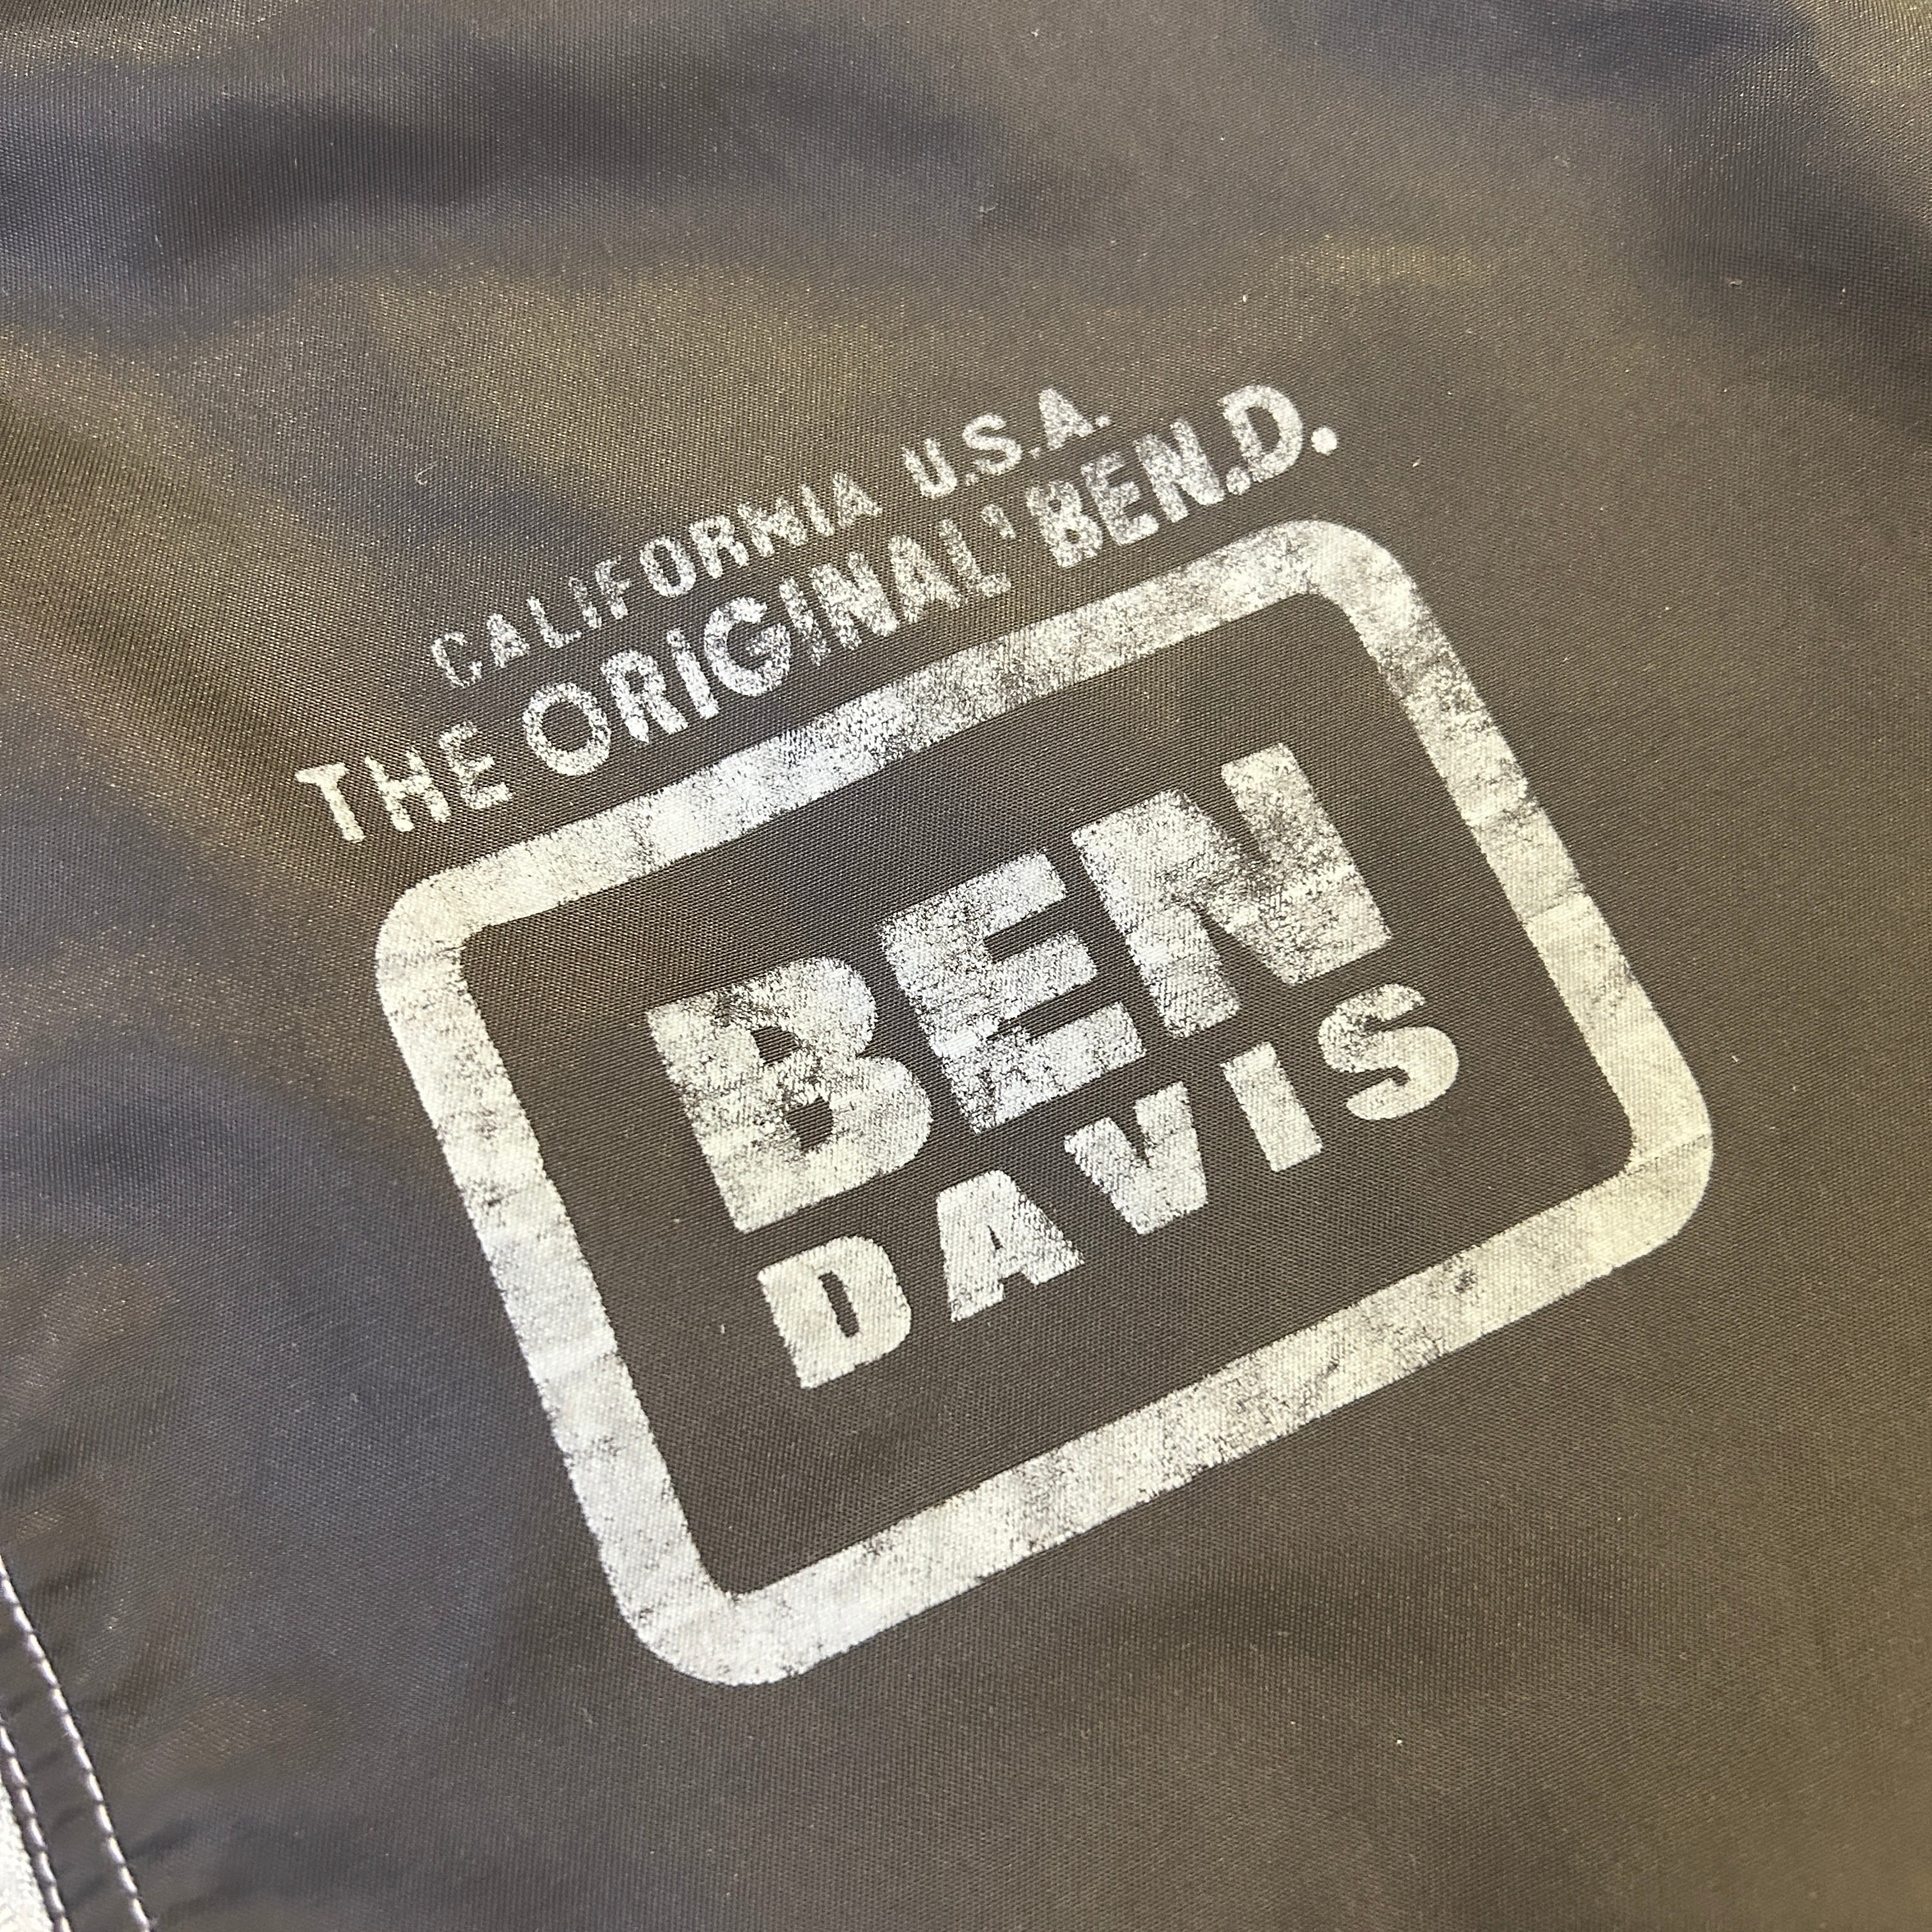 CALIFORNIA U.S.A.
THE ORIGINAL' BEN.D.
BEN
DAVIS